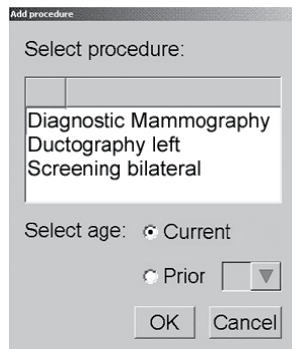 Add procedure
Select procedure:
Diagnostic Mammography
Ductography left
Screening bilateral
Select age: Current
Prior
OK Cancel